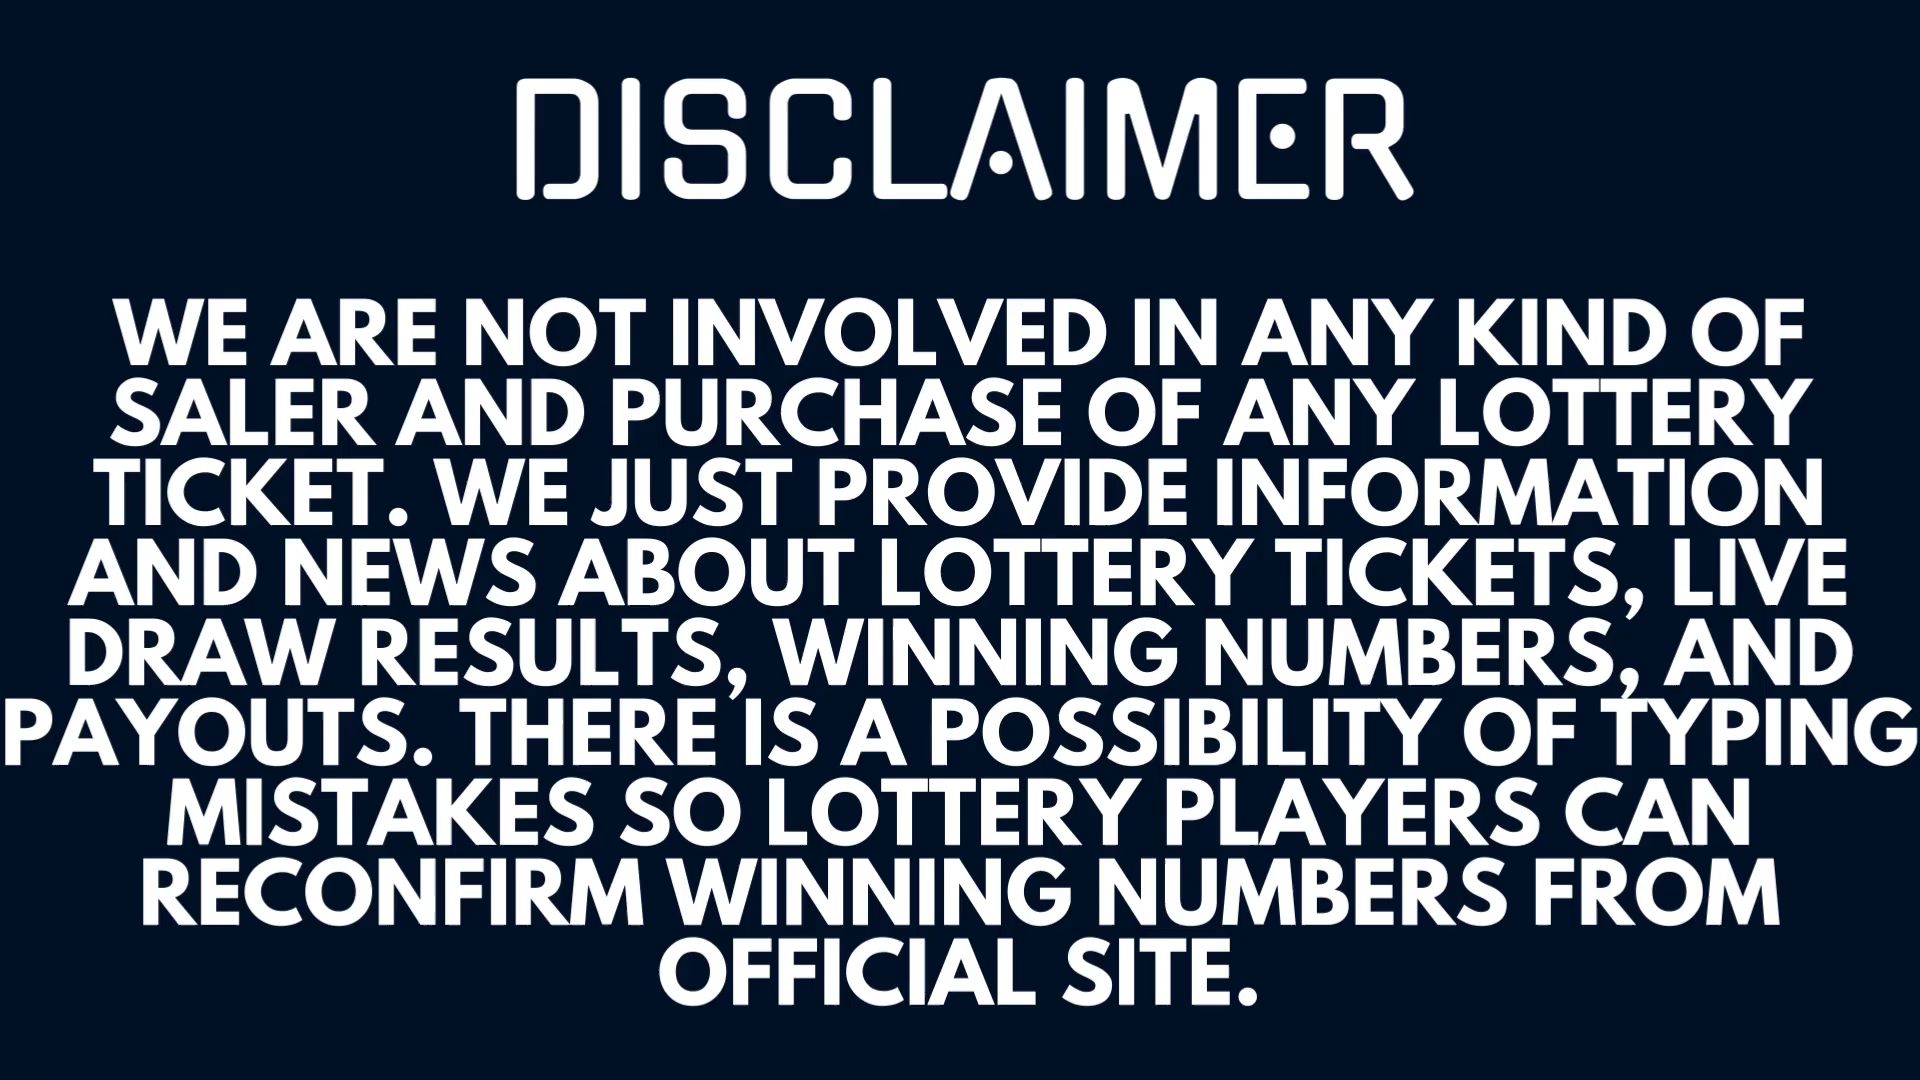 DISCLAIMER
WE ARE NOT INVOLVED IN ANY KIND OF
SALER AND PURCHASE OF ANY LOTTERY
TICKET. WE JUST PROVIDE INFORMATION
AND NEWS ABOUT LOTTERY TICKETS, LIVE
DRAW RESULTS, WINNING NUMBERS, AND
PAYOUTS. THERE IS A POSSIBILITY OF TYPING
MISTAKES SO LOTTERY PLAYERS CAN
RECONFIRM WINNING NUMBERS FROM
OFFICIAL SITE.